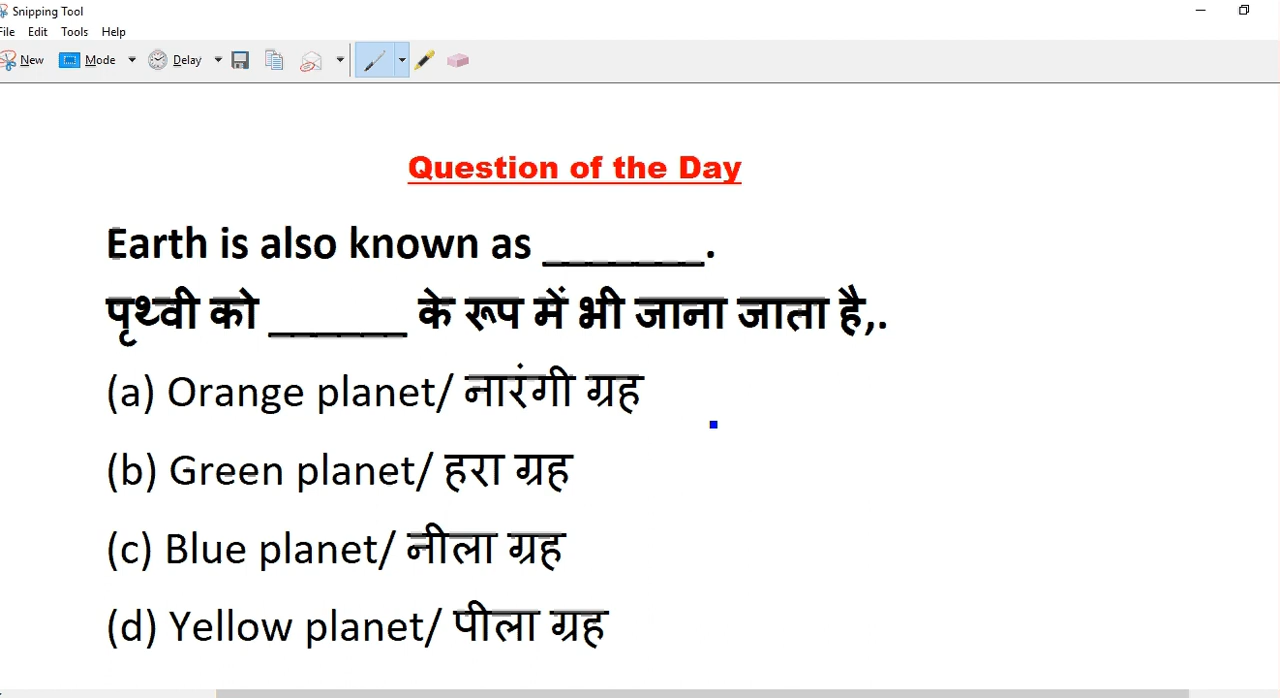 Snipping Tool
File Edit Tools Help
New Mode Delay
Question of the Day
Earth is also known as _______.
पृथ्वी को ______ के रूप में भी जाना जाता है,.
(a) Orange planet/ नारंगी ग्रह
(b) Green planet/ हरा ग्रह
(c) Blue planet/ नीला ग्रह
(d) Yellow planet/ पीला ग्रह